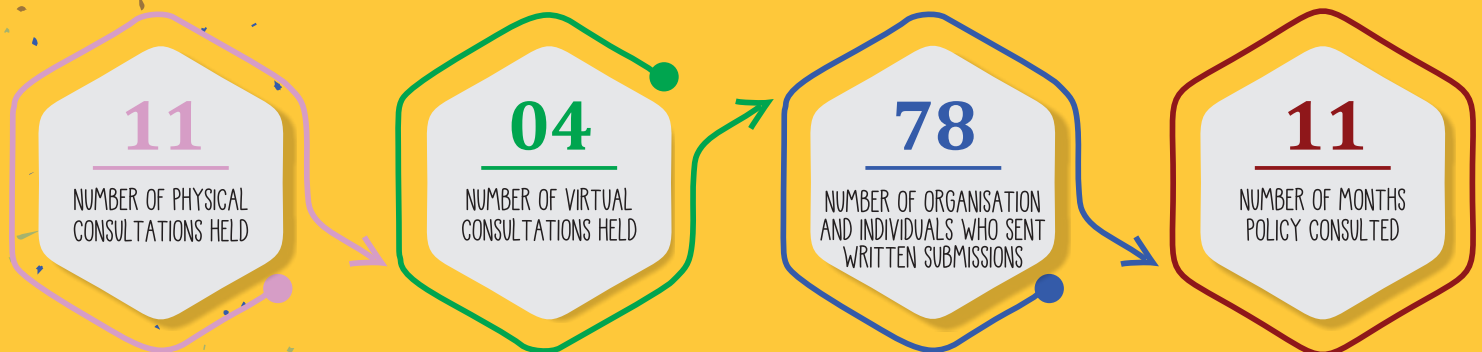 11
NUMBER OF PHYSICAL
CONSULTATIONS HELD
04
NUMBER OF VIRTUAL
CONSULTATIONS HELD
78
NUMBER OF ORGANISATION
AND INDIVIDUALS WHO SENT
WRITTEN SUBMISSIONS
11
NUMBER OF MONTHS
POLICY CONSULTED